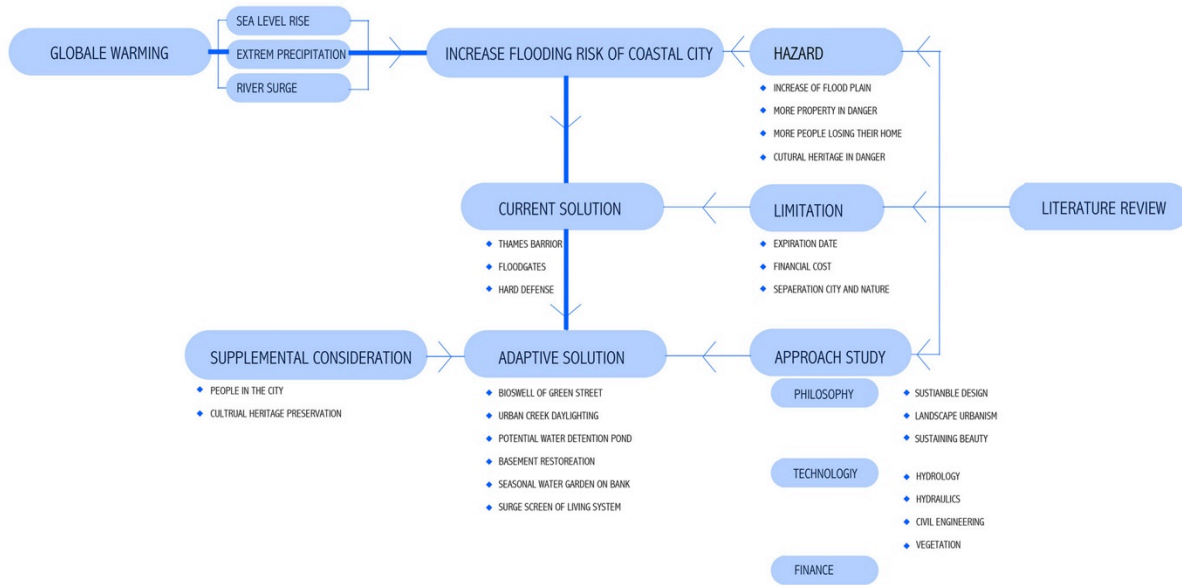 GLOBALE WARMING
SEA LEVEL RISE
EXTREM PRECIPITATION
RIVER SURGE
INCREASE FLOODING RISK OF COASTAL CITY
HAZARD
INCREASE OF FLOOD PLAIN
MORE PROPERTY IN DANGER
MORE PEOPLE LOSING THEIR HOME
CUTURAL HERITAGE IN DANGER
CURRENT SOLUTION
THAMES BARRIOR
FLOODGATES
HARD DEFENSE
LIMITATION
EXPIRATION DATE
FINANCIAL COST
SEPAERATION CITY AND NATURE
LITERATURE REVIEW
SUPPLEMENTAL CONSIDERATION
PEOPLE IN THE CITY
CULTRUAL HERITAGE PRESERVATION
ADAPTIVE SOLUTION
BIOSWELL OF GREEN STREET
URBAN CREEK DAYLIGHTING
POTENTIAL WATER DETENTION POND
BASEMENT RESTOREATION
SEASONAL WATER GARDEN ON BANK
SURGE SCREEN OF LIVING SYSTEM
APPROACH STUDY
PHILOSOPHY
SUSTIANBLE DESIGN
LANDSCAPE URBANISM
SUSTAINING BEAUTY
TECHNOLOGIY
HYDROLOGY
HYDRAULICS
CIVIL ENGINEERING
VEGETATION
FINANCE